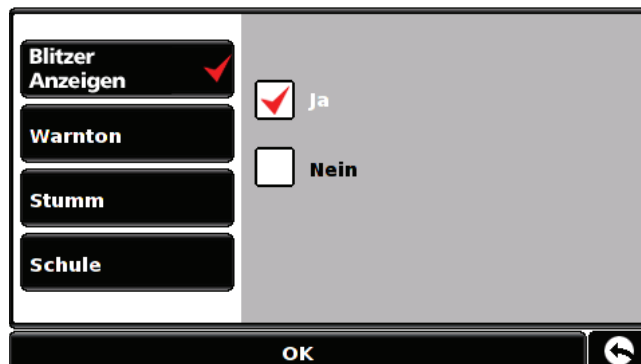 Blitzer
Anzeigen
Ja
Warnton
Nein
Stumm
Schule
OK